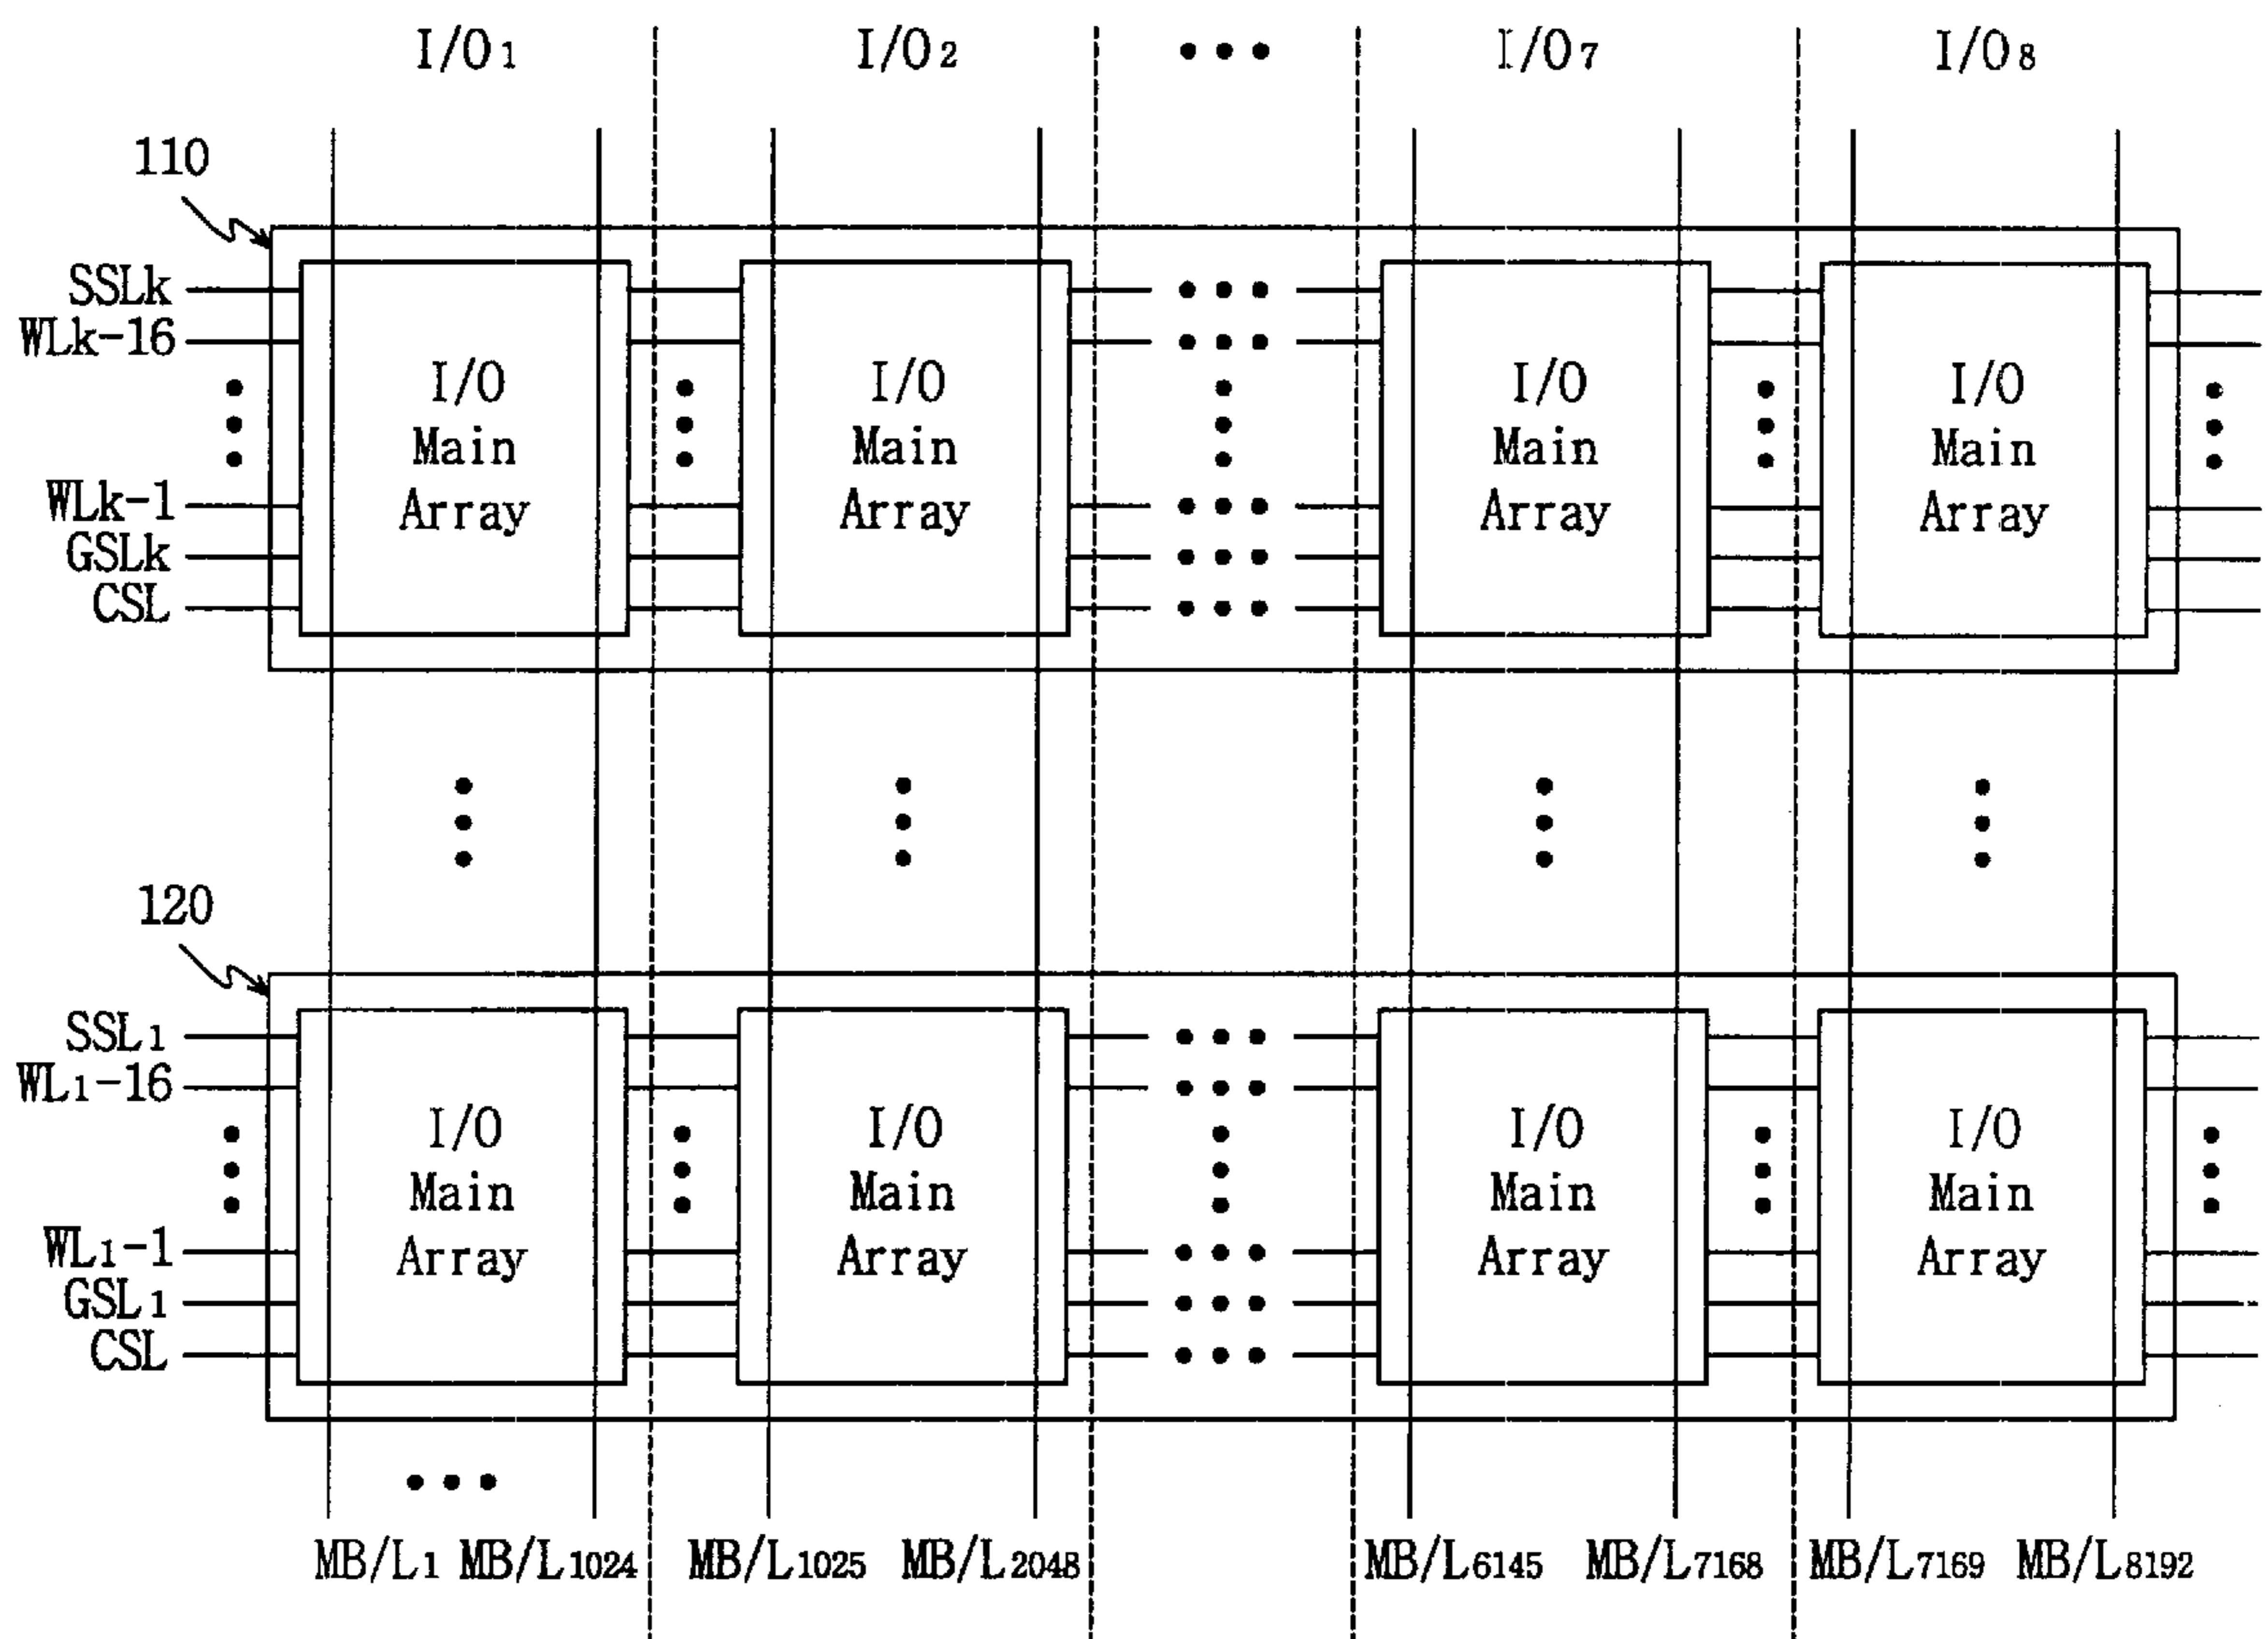 I/O1 I/O2 ••• I/O7 I/O8
110
SSLk
WLk-16
WLk-1
GSLk
CSL
I/O Main Array
I/O Main Array
I/O Main Array
I/O Main Array
120
SSL1
WL1-16
WL1-1
GSL1
CSL
I/O Main Array
I/O Main Array
I/O Main Array
I/O Main Array
MB/L1 MB/L1024 MB/L1025 MB/L2048 MB/L6145 MB/L7168 MB/L7169 MB/L8192